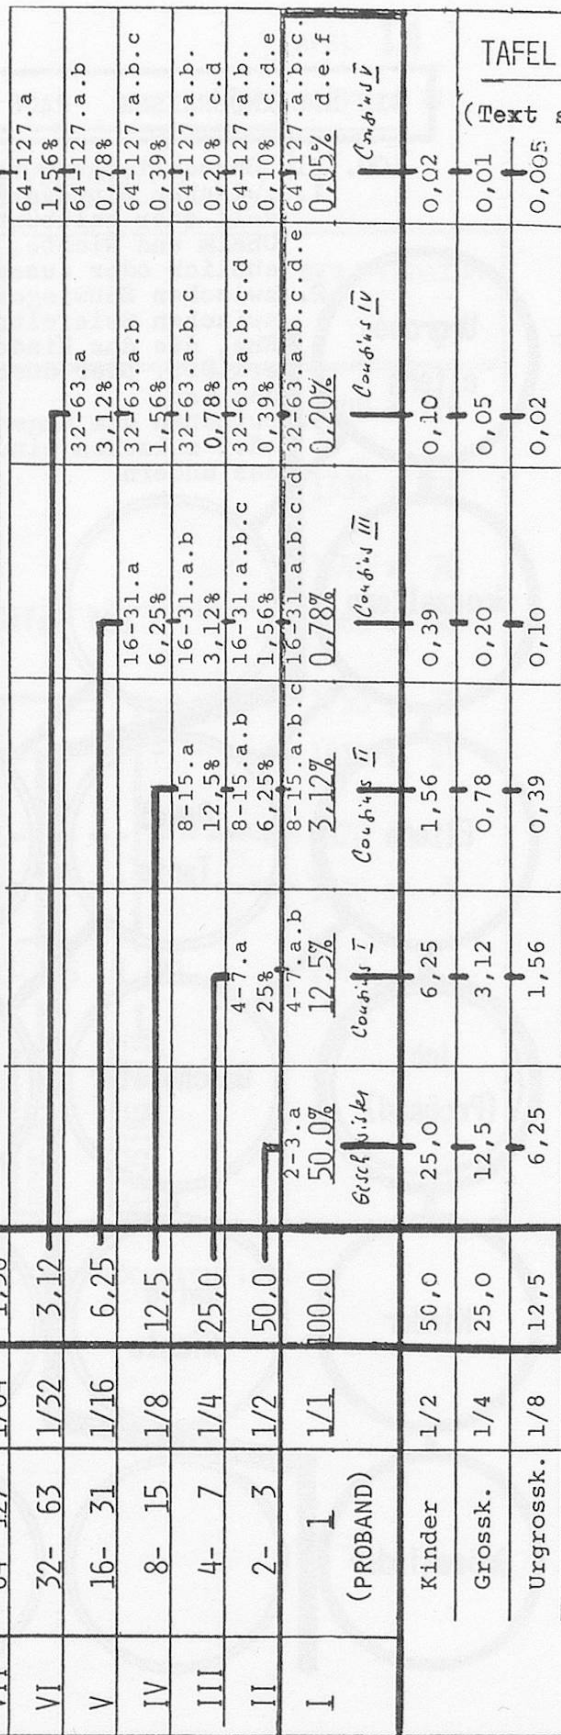 VI 32- 63 1/32 3,12 64-127.a
1,56%
V 16- 31 1/16 6,25 32-63.a 64-127.a.b
3,12% 0,78%
IV 8- 15 1/8 12,5 16-31.a 32-63.a.b 64-127.a.b.c
6,25% 1,56% 0,39%
III 4- 7 1/4 25,0 8-15.a 16-31.a.b 32-63.a.b.c 64-127.a.b.
12,5% 3,12% 0,78% 0,20% c.d
II 2- 3 1/2 50,0 4-7.a 8-15.a.b 16-31.a.b.c 32-63.a.b.c.d 64-127.a.b.
25% 6,25% 1,56% 0,39% 0,10% c.d.e
2-3.a 4-7.a.b 8-15.a.b.c 16-31.a.b.c.d 32-63.a.b.c.d.e 64-127.a.b.c.
I 1 1/1 100,0 50,0% 12,5% 3,12% 0,78% 0,20% 0,05% d.e.f
(PROBAND) Geschwister Cousins I Cousins II Cousins III Cousins IV Cousins V
Kinder 1/2 50,0 25,0 6,25 1,56 0,39 0,10 0,02
Grossk. 1/4 25,0 12,5 3,12 0,78 0,20 0,05 0,01
Urgrossk. 1/8 12,5 6,25 1,56 0,39 0,10 0,02 0,005
TAFEL
(Text s